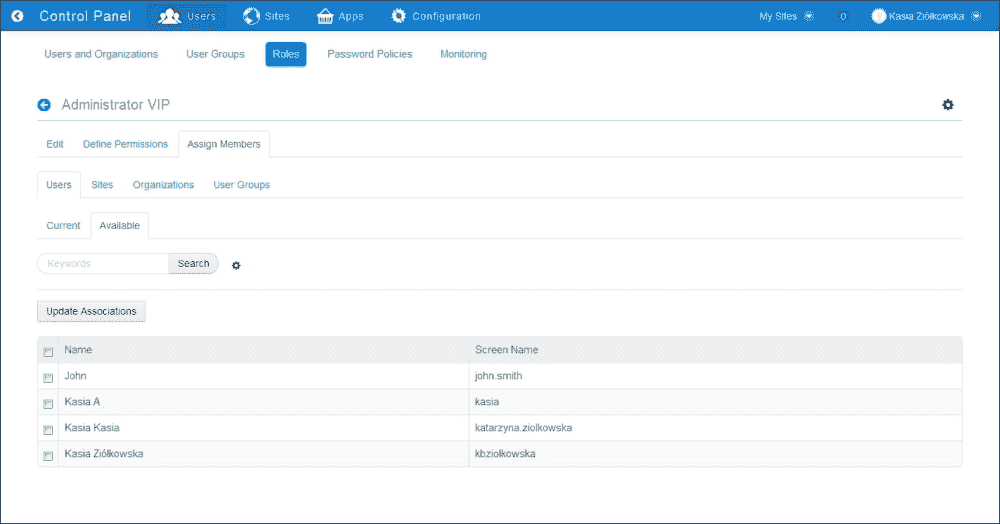 Control Panel Users Sites Apps Configuration My Sites 0 Kasia Ziółkowska
Users and Organizations User Groups Roles Password Policies Monitoring
Administrator VIP
Edit Define Permissions Assign Members
Users Sites Organizations User Groups
Current Available
Keywords Search
Update Associations
Name Screen Name
John john.smith
Kasia A kasia
Kasia Kasia katarzyna.ziolkowska
Kasia Ziółkowska kbziolkowska